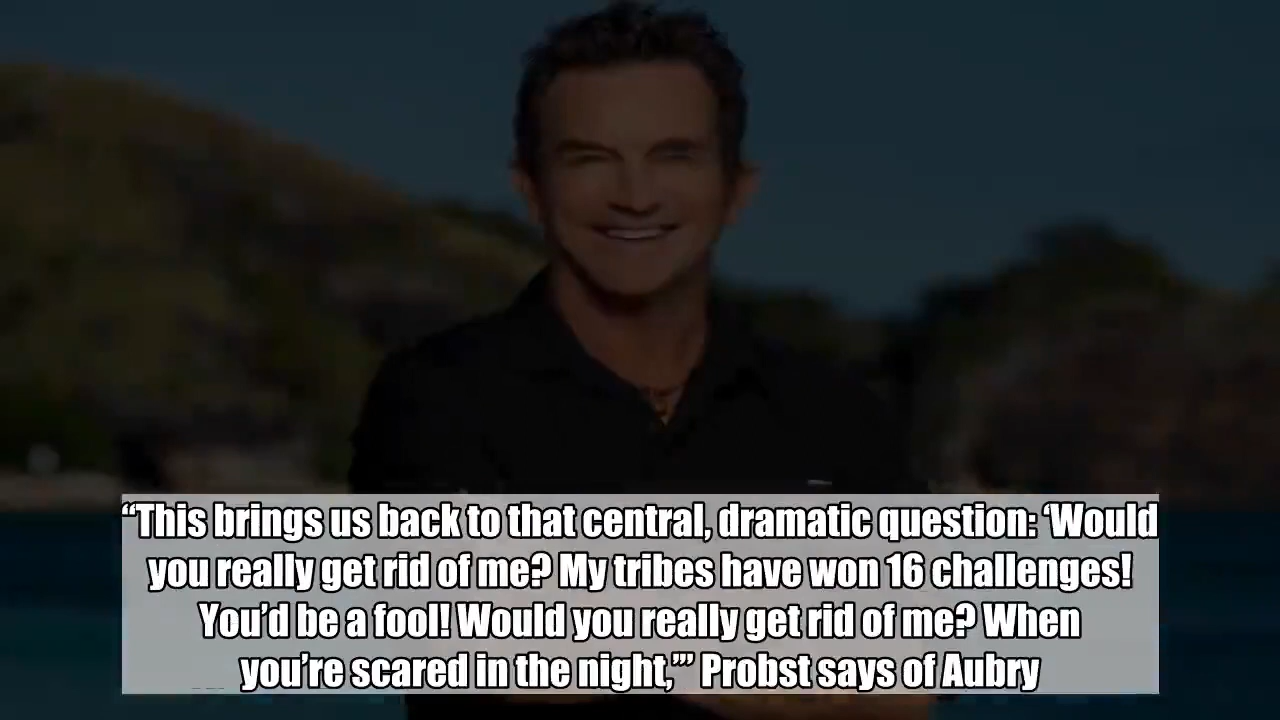 “This brings us back to that central, dramatic question: ‘Would
you really get rid of me? My tribes have won 16 challenges!
You’d be a fool! Would you really get rid of me? When
you’re scared in the night,’” Probst says of Aubry